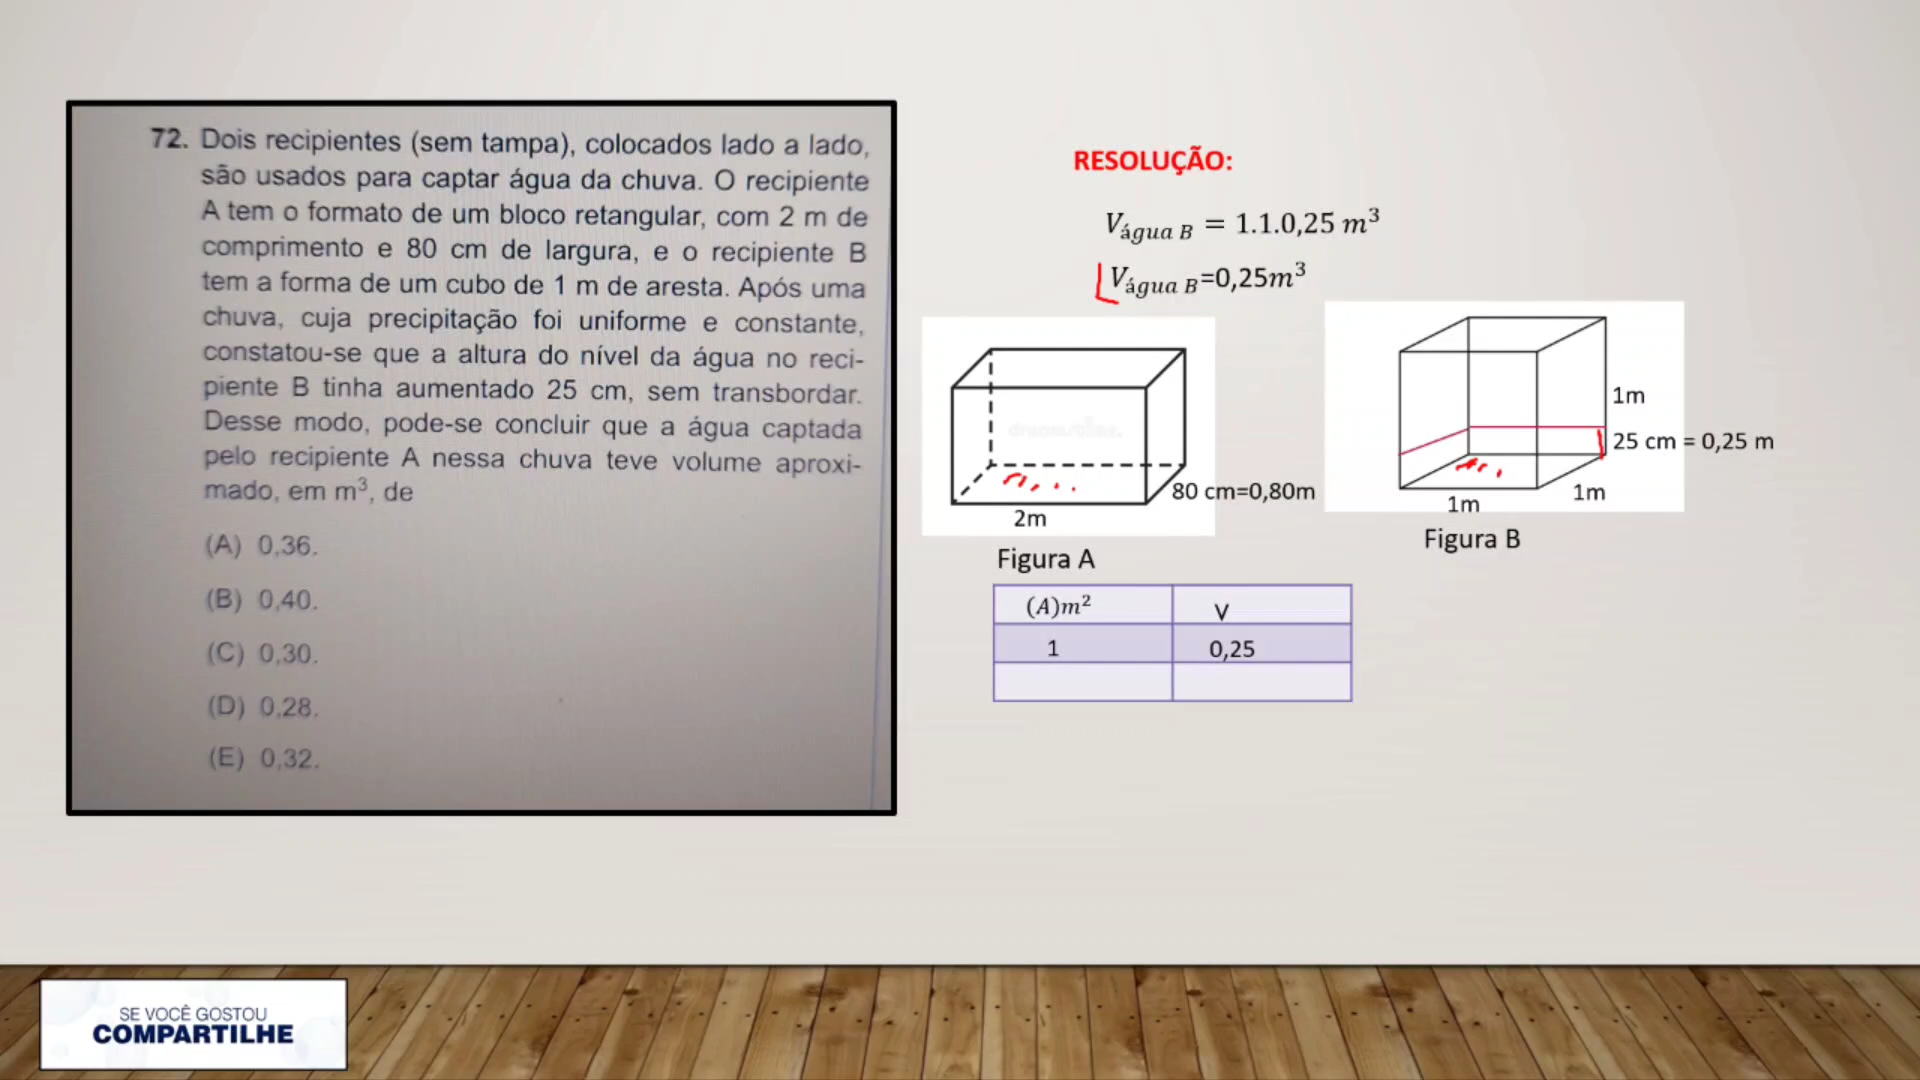 72. Dois recipientes (sem tampa), colocados lado a lado,
são usados para captar água da chuva. O recipiente
A tem o formato de um bloco retangular, com 2 m de
comprimento e 80 cm de largura, e o recipiente B
tem a forma de um cubo de 1 m de aresta. Após uma
chuva, cuja precipitação foi uniforme e constante,
constatou-se que a altura do nível da água no reci-
piente B tinha aumentado 25 cm, sem transbordar.
Desse modo, pode-se concluir que a água captada
pelo recipiente A nessa chuva teve volume aproxi-
mado, em m³, de
(A) 0,36.
(B) 0,40.
(C) 0,30.
(D) 0,28.
(E) 0,32.
RESOLUÇÃO:
V água B = 1.1.0,25 m³
V água B=0,25m³
80 cm=0,80m
2m
Figura A
1m
25 cm = 0,25 m
1m
1m
Figura B
(A)m² V
1 0,25
SE VOCÊ GOSTOU
COMPARTILHE